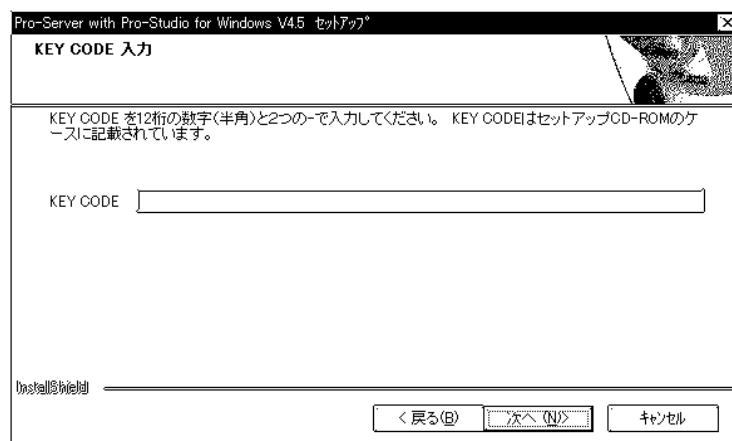 Pro-Server with Pro-Studio for Windows V4.5 ｾｯﾄｱｯﾌﾟ
KEY CODE 入力
KEY CODE を12桁の数字(半角)と2つの-で入力してください。 KEY CODEはセットアップCD-ROMのケ
ースに記載されています。
KEY CODE
InstallShield
< 戻る(B)
次へ (N)>
ｷｬﾝｾﾙ